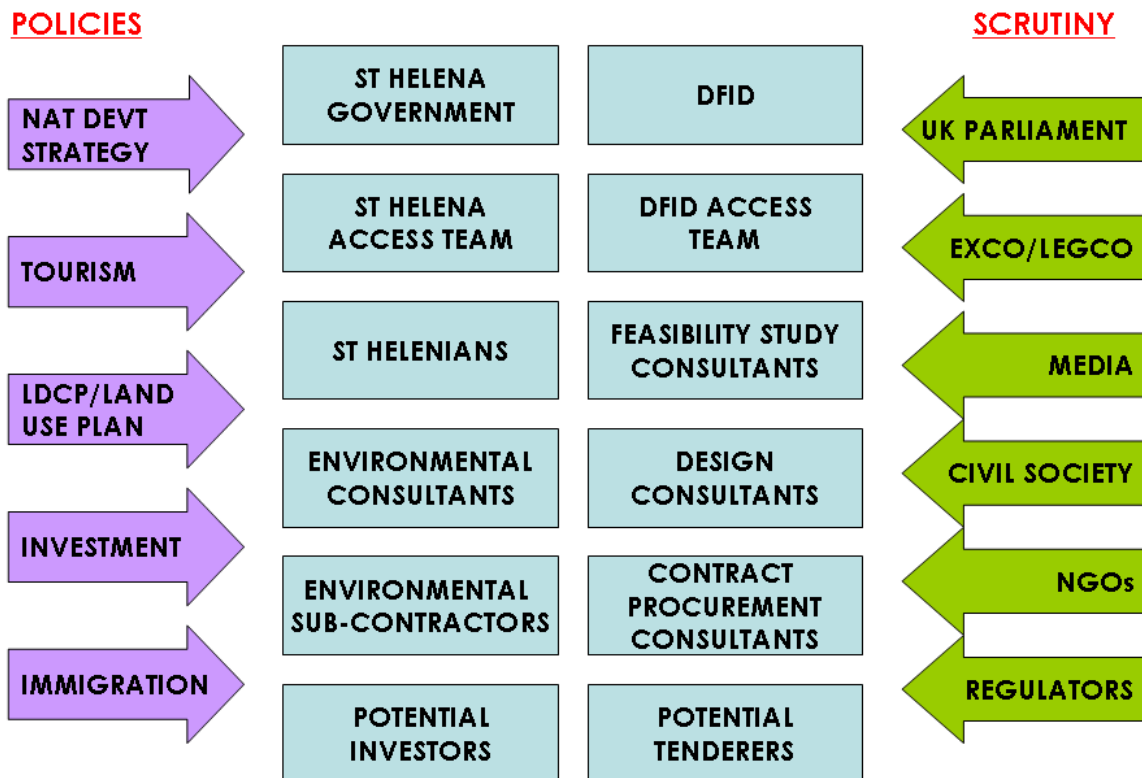 POLICIES
NAT DEVT
STRATEGY
TOURISM
LDCP/LAND
USE PLAN
INVESTMENT
IMMIGRATION
ST HELENA
GOVERNMENT
DFID
ST HELENA
ACCESS TEAM
DFID ACCESS
TEAM
ST HELENIANS
FEASIBILITY STUDY
CONSULTANTS
ENVIRONMENTAL
CONSULTANTS
DESIGN
CONSULTANTS
ENVIRONMENTAL
SUB-CONTRACTORS
CONTRACT
PROCUREMENT
CONSULTANTS
POTENTIAL
INVESTORS
POTENTIAL
TENDERERS
SCRUTINY
UK PARLIAMENT
EXCO/LEGCO
MEDIA
CIVIL SOCIETY
NGOs
REGULATORS